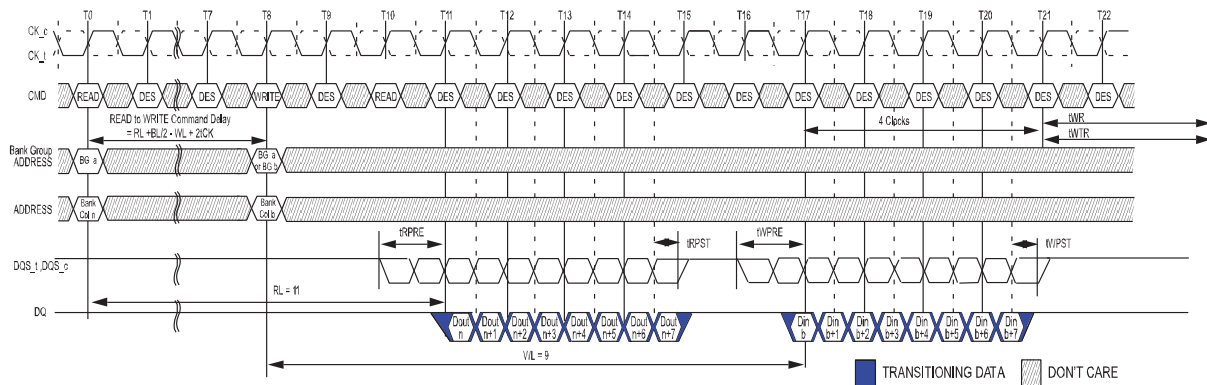 T0 T1 T7 T8 T9 T10 T11 T12 T13 T14 T15 T16 T17 T18 T19 T20 T21 T22
CK_c
CK_t
CMD READ DES DES WRITE DES READ DES DES DES DES DES DES DES DES DES DES DES DES
READ to WRITE Command Delay
= RL +BL/2 - WL + 2tCK
4 Clocks
tWR
tWTR
Bank Group
ADDRESS
BG a
BG a
or BG b
ADDRESS
Bank
Col n
Bank
Col b
tRPRE tRPST tWPRE tWPST
DQS_t ,DQS_c
RL = 11
DQ
Dout
n
Dout
n+1
Dout
n+2
Dout
n+3
Dout
n+4
Dout
n+5
Dout
n+6
Dout
n+7
Din
b
Din
b+1
Din
b+2
Din
b+3
Din
b+4
Din
b+5
Din
b+6
Din
b+7
WL = 9
TRANSITIONING DATA DON'T CARE